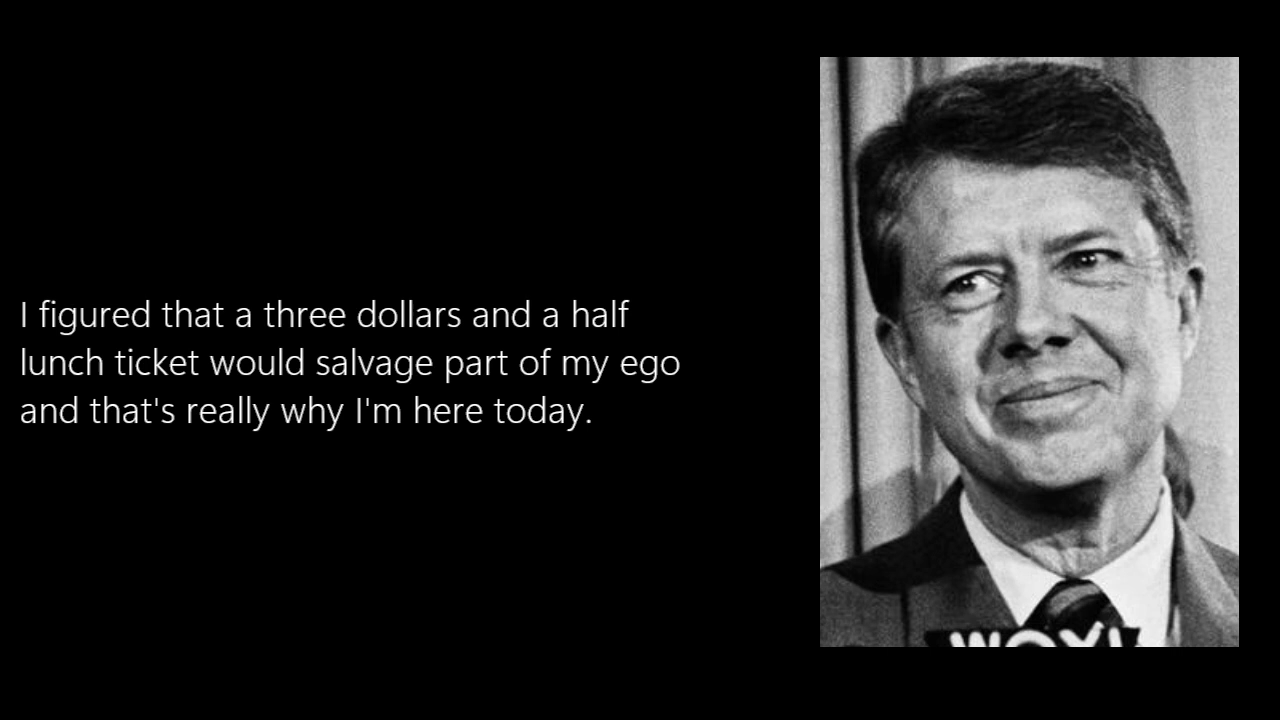 I figured that a three dollars and a half
lunch ticket would salvage part of my ego
and that's really why I'm here today.